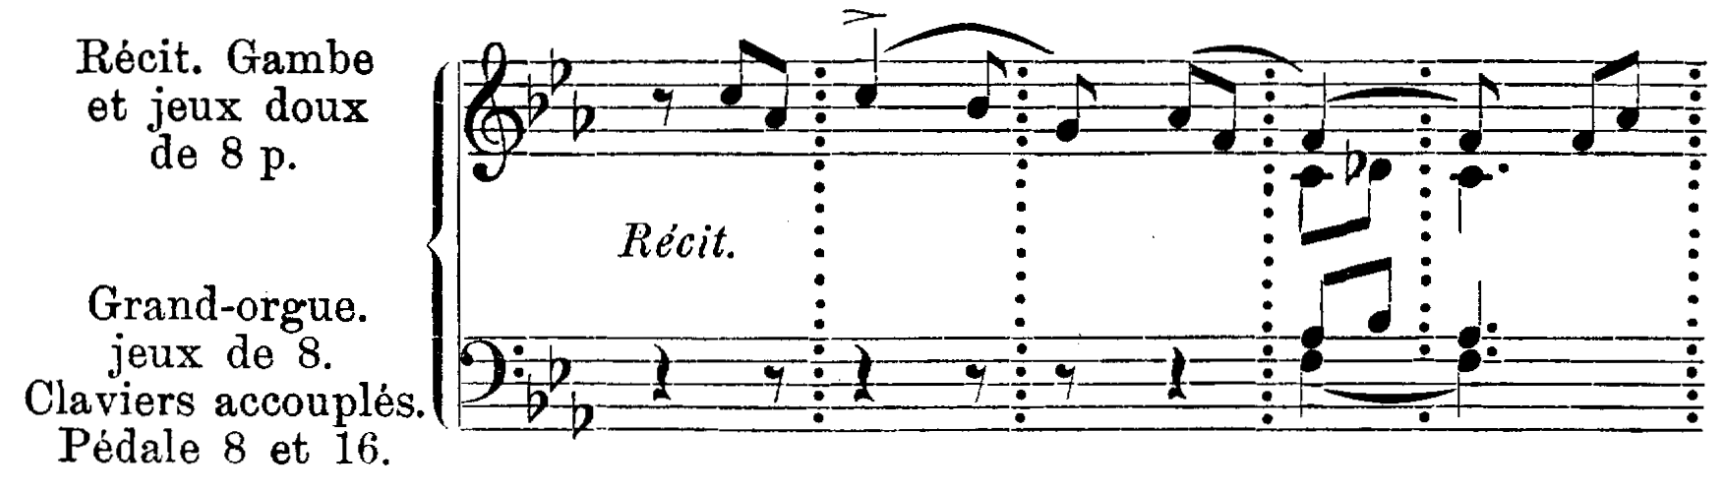 Récit. Gambe
et jeux doux
de 8 p.
Récit.
Grand-orgue.
jeux de 8.
Claviers accouplés.
Pédale 8 et 16.